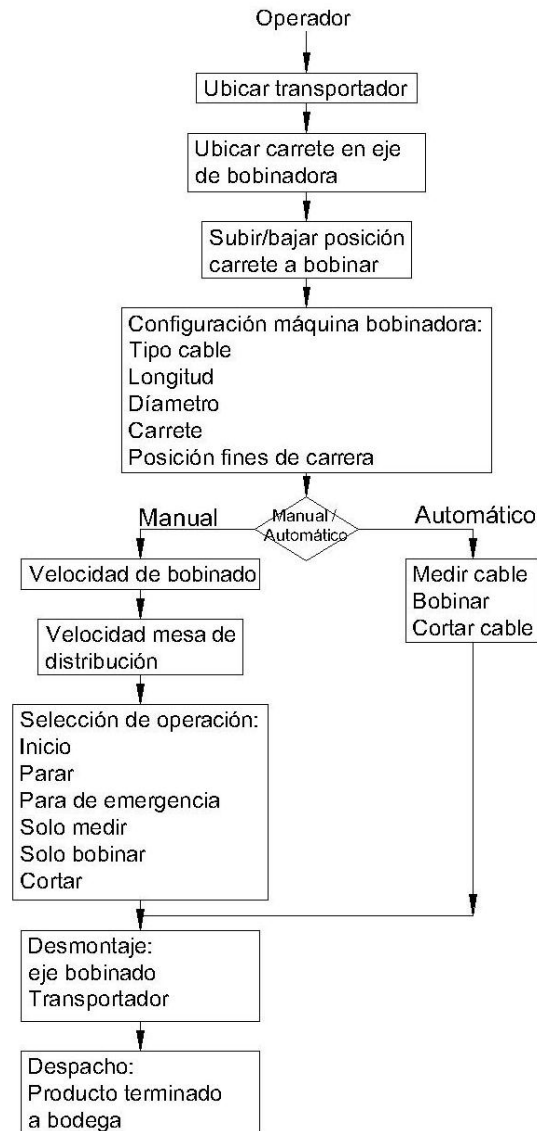 Operador
Ubicar transportador
Ubicar carrete en eje
de bobinadora
Subir/bajar posición
carrete a bobinar
Configuración máquina bobinadora:
Tipo cable
Longitud
Díametro
Carrete
Posición fines de carrera
Manual
Manual /
Automático
Automático
Velocidad de bobinado
Velocidad mesa de
distribución
Selección de operación:
Inicio
Parar
Para de emergencia
Solo medir
Solo bobinar
Cortar
Medir cable
Bobinar
Cortar cable
Desmontaje:
eje bobinado
Transportador
Despacho:
Producto terminado
a bodega